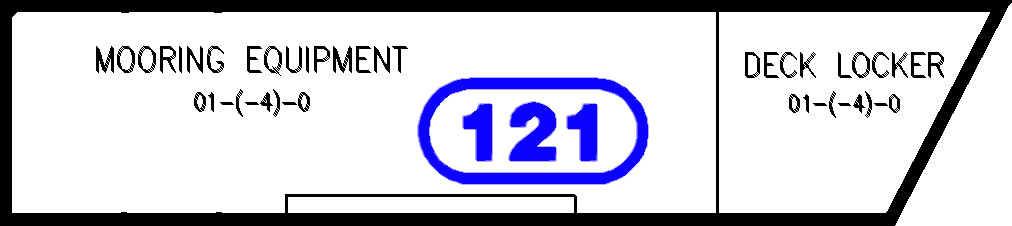 MOORING EQUIPMENT
01-(-4)-0
121
DECK LOCKER
01-(-4)-0